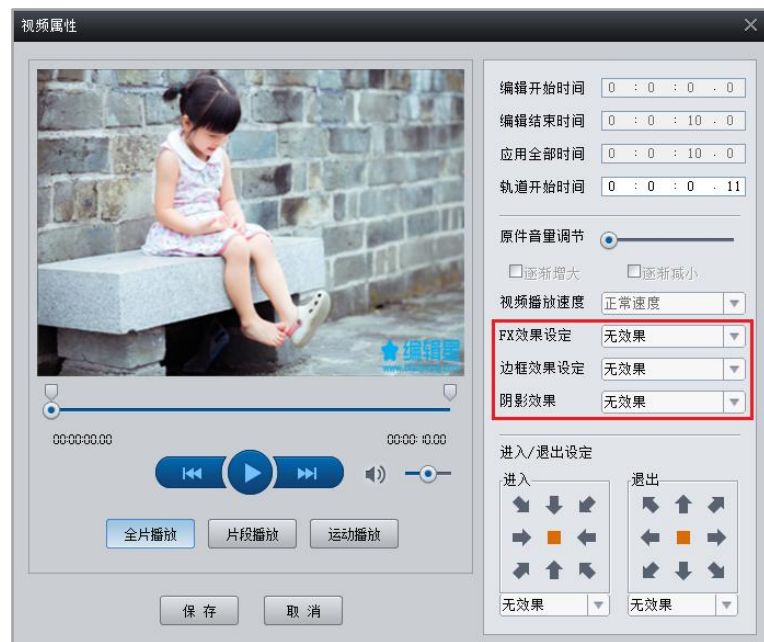 视频属性
编辑开始时间 0 : 0 : 0 . 0
编辑结束时间 0 : 0 : 10 . 0
应用全部时间 0 : 0 : 10 . 0
轨道开始时间 0 : 0 : 0 . 11
原件音量调节
逐渐增大 逐渐减小
视频播放速度 正常速度
FX效果设定 无效果
边框效果设定 无效果
阴影效果 无效果
编辑星
00:00:00.00 00:00:10.00
全片播放 片段播放 运动播放
保存 取消
进入/退出设定
进入 退出
无效果 无效果